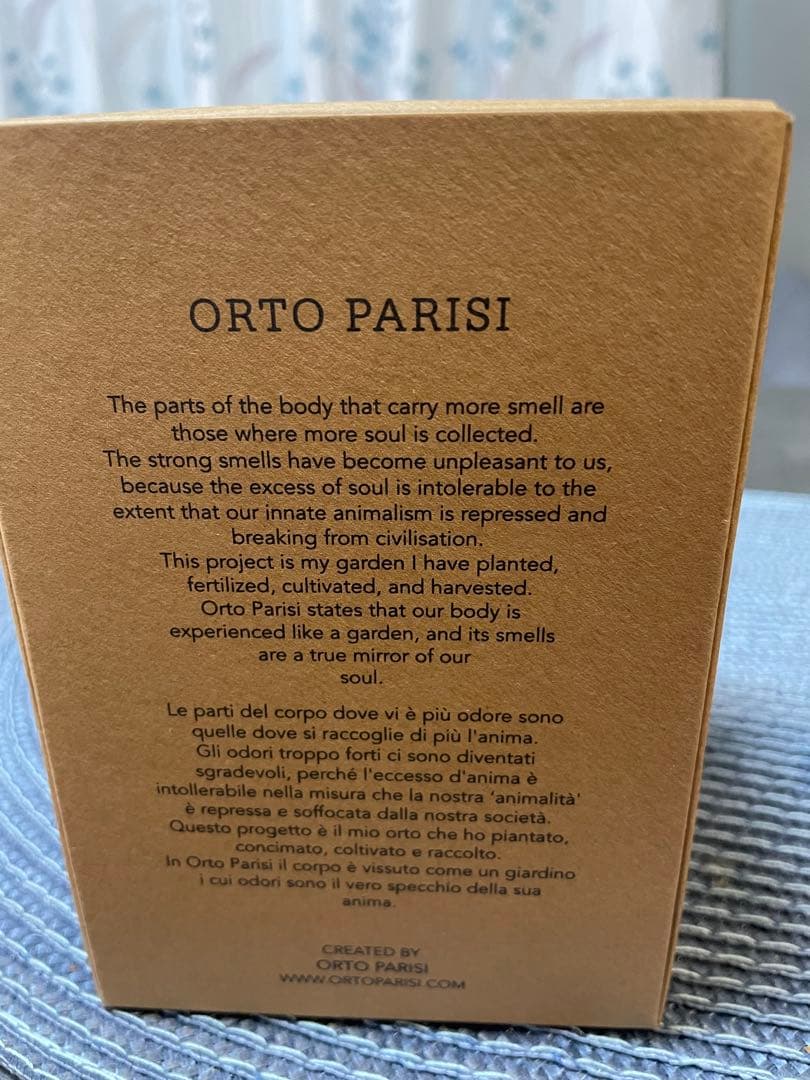 ORTO PARISI
The parts of the body that carry more smell are
those where more soul is collected.
The strong smells have become unpleasant to us,
because the excess of soul is intolerable to the
extent that our innate animalism is repressed and
breaking from civilisation.
This project is my garden I have planted,
fertilized, cultivated, and harvested.
Orto Parisi states that our body is
experienced like a garden, and its smells
are a true mirror of our
soul.
Le parti del corpo dove vi è più odore sono
quelle dove si raccoglie di più l'anima.
Gli odori troppo forti ci sono diventati
sgradevoli, perché l'eccesso d'anima è
intollerabile nella misura che la nostra 'animalità'
è repressa e soffocata dalla nostra società.
Questo progetto è il mio orto che ho piantato,
concimato, coltivato e raccolto.
In Orto Parisi il corpo è vissuto come un giardino
i cui odori sono il vero specchio della sua
anima.
CREATED BY
ORTO PARISI
WWW.ORTOPARISI.COM